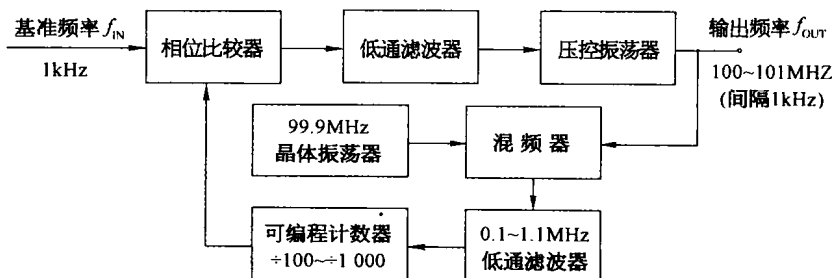 基准频率 f_IN
1kHz
相位比较器
低通滤波器
压控振荡器
输出频率 f_OUT
100~101MHZ
(间隔1kHz)
99.9MHz
晶体振荡器
混频器
可编程计数器
÷100~÷1 000
0.1~1.1MHz
低通滤波器